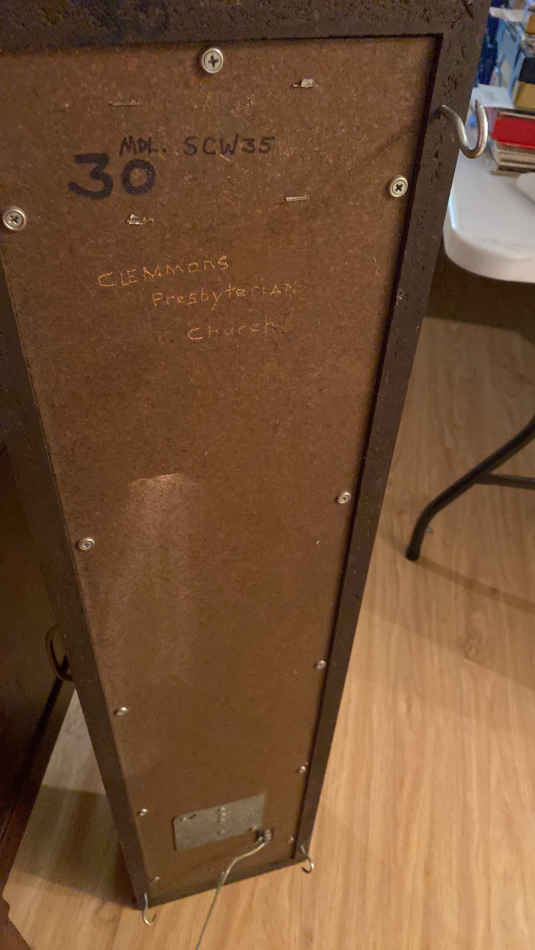 MDL. SCW35
30
CLEMMONS
Presbyterian
Church